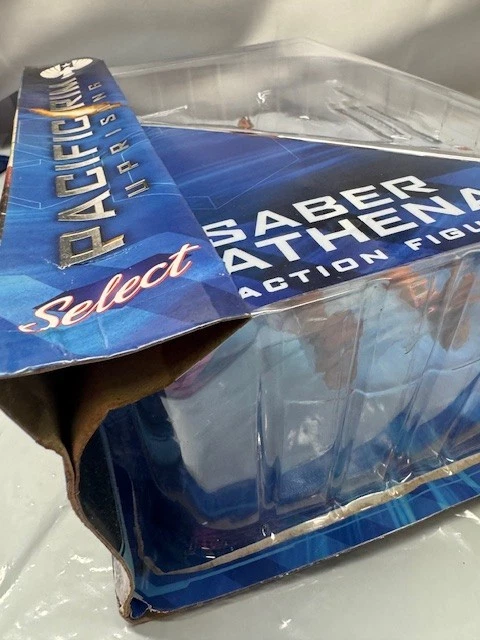 PACIFIC RIM
UPRISING
Select
SABER
ATHENA
ACTION FIGU